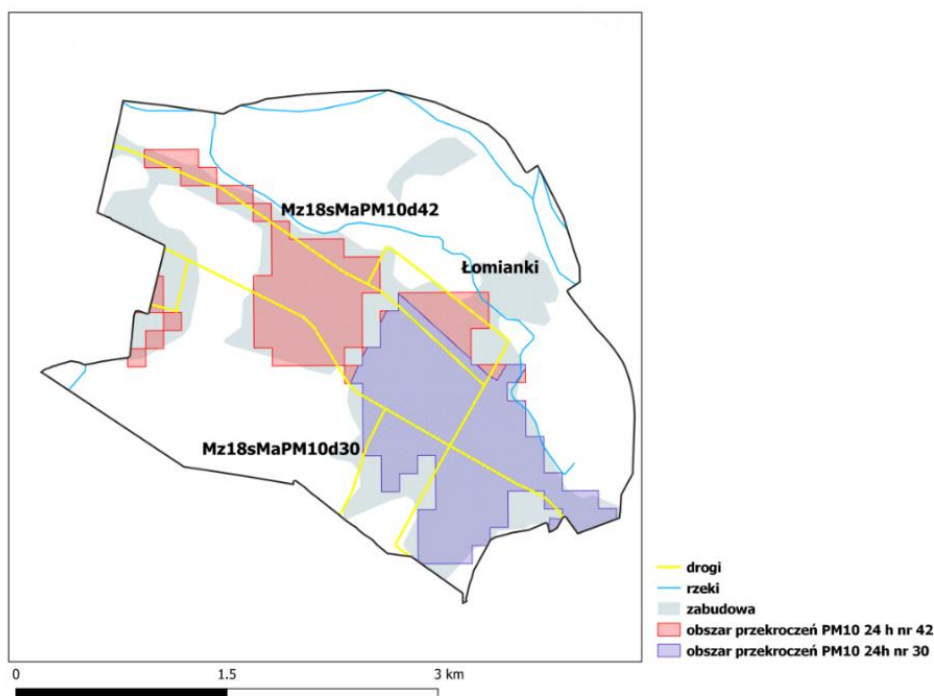 Mz18sMaPM10d42
Łomianki
Mz18sMaPM10d30
drogi
rzeki
zabudowa
obszar przekroczeń PM10 24 h nr 42
obszar przekroczeń PM10 24h nr 30
0 1.5 3 km